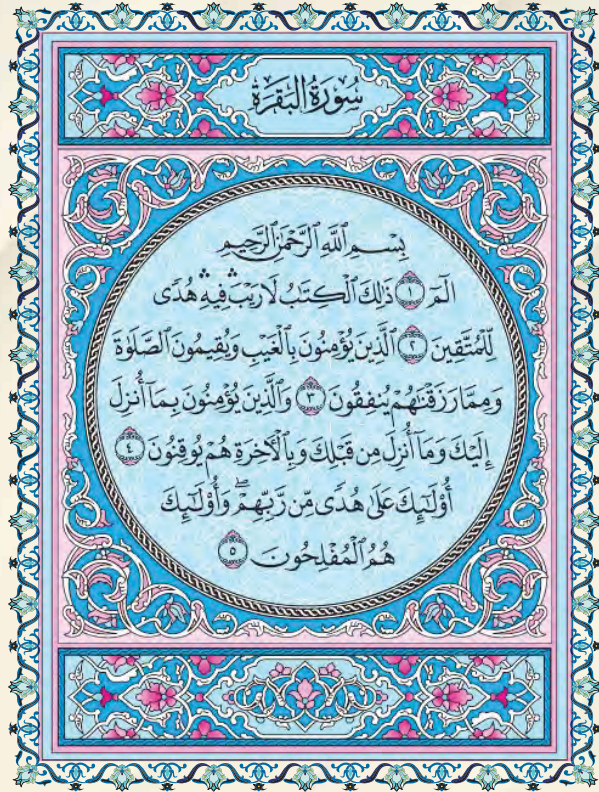 سُورَةُ البَقَرَةِ
بِسْمِ ٱللَّهِ ٱلرَّحْمَٰنِ ٱلرَّحِيمِ
الٓمٓ ١ ذَٰلِكَ ٱلْكِتَٰبُ لَا رَيْبَ ۛ فِيهِ ۛ هُدًى
لِّلْمُتَّقِينَ ٢ ٱلَّذِينَ يُؤْمِنُونَ بِٱلْغَيْبِ وَيُقِيمُونَ ٱلصَّلَوٰةَ
وَمِمَّا رَزَقْنَٰهُمْ يُنفِقُونَ ٣ وَٱلَّذِينَ يُؤْمِنُونَ بِمَآ أُنزِلَ
إِلَيْكَ وَمَآ أُنزِلَ مِن قَبْلِكَ وَبِٱلْأَخِرَةِ هُمْ يُوقِنُونَ ٤
أُو۟لَٰٓئِكَ عَلَىٰ هُدًى مِّن رَّبِّهِمْ ۖ وَأُو۟لَٰٓئِكَ
هُمُ ٱلْمُفْلِحُونَ ٥